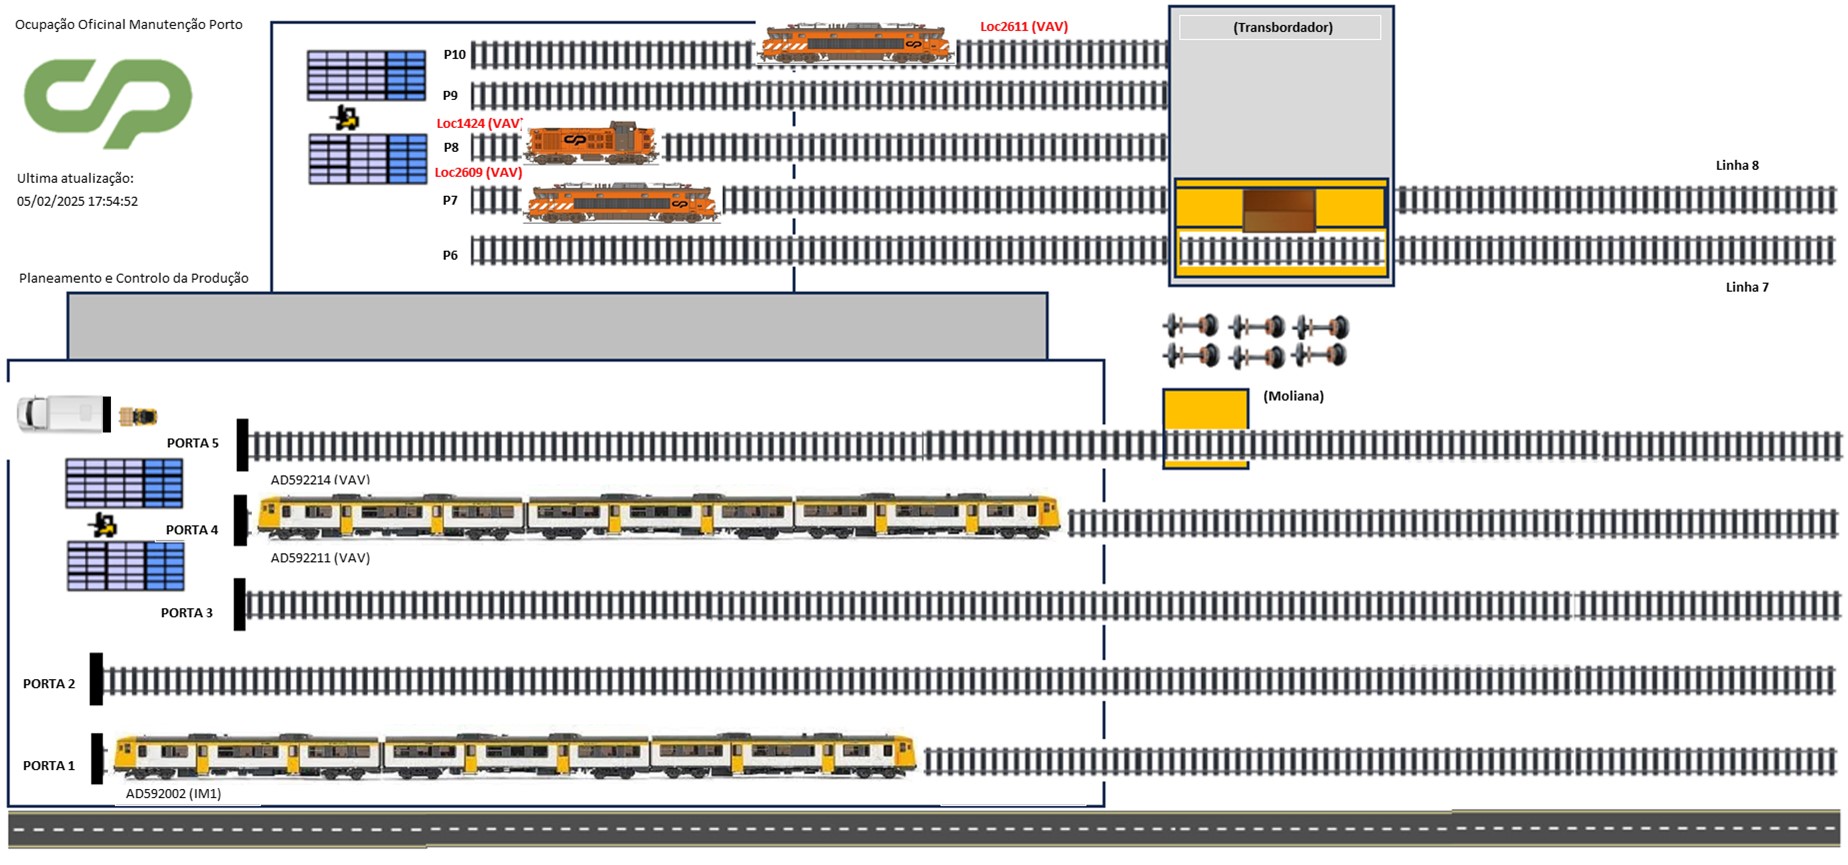 Ocupação Oficinal Manutenção Porto
Loc2611 (VAV)
(Transbordador)
P10
P9
Loc1424 (VAV)
P8
Linha 8
Loc2609 (VAV)
Ultima atualização:
05/02/2025 17:54:52
P7
P6
Planeamento e Controlo da Produção
Linha 7
(Moliana)
PORTA 5
AD592214 (VAV)
PORTA 4
AD592211 (VAV)
PORTA 3
PORTA 2
PORTA 1
AD592002 (IM1)